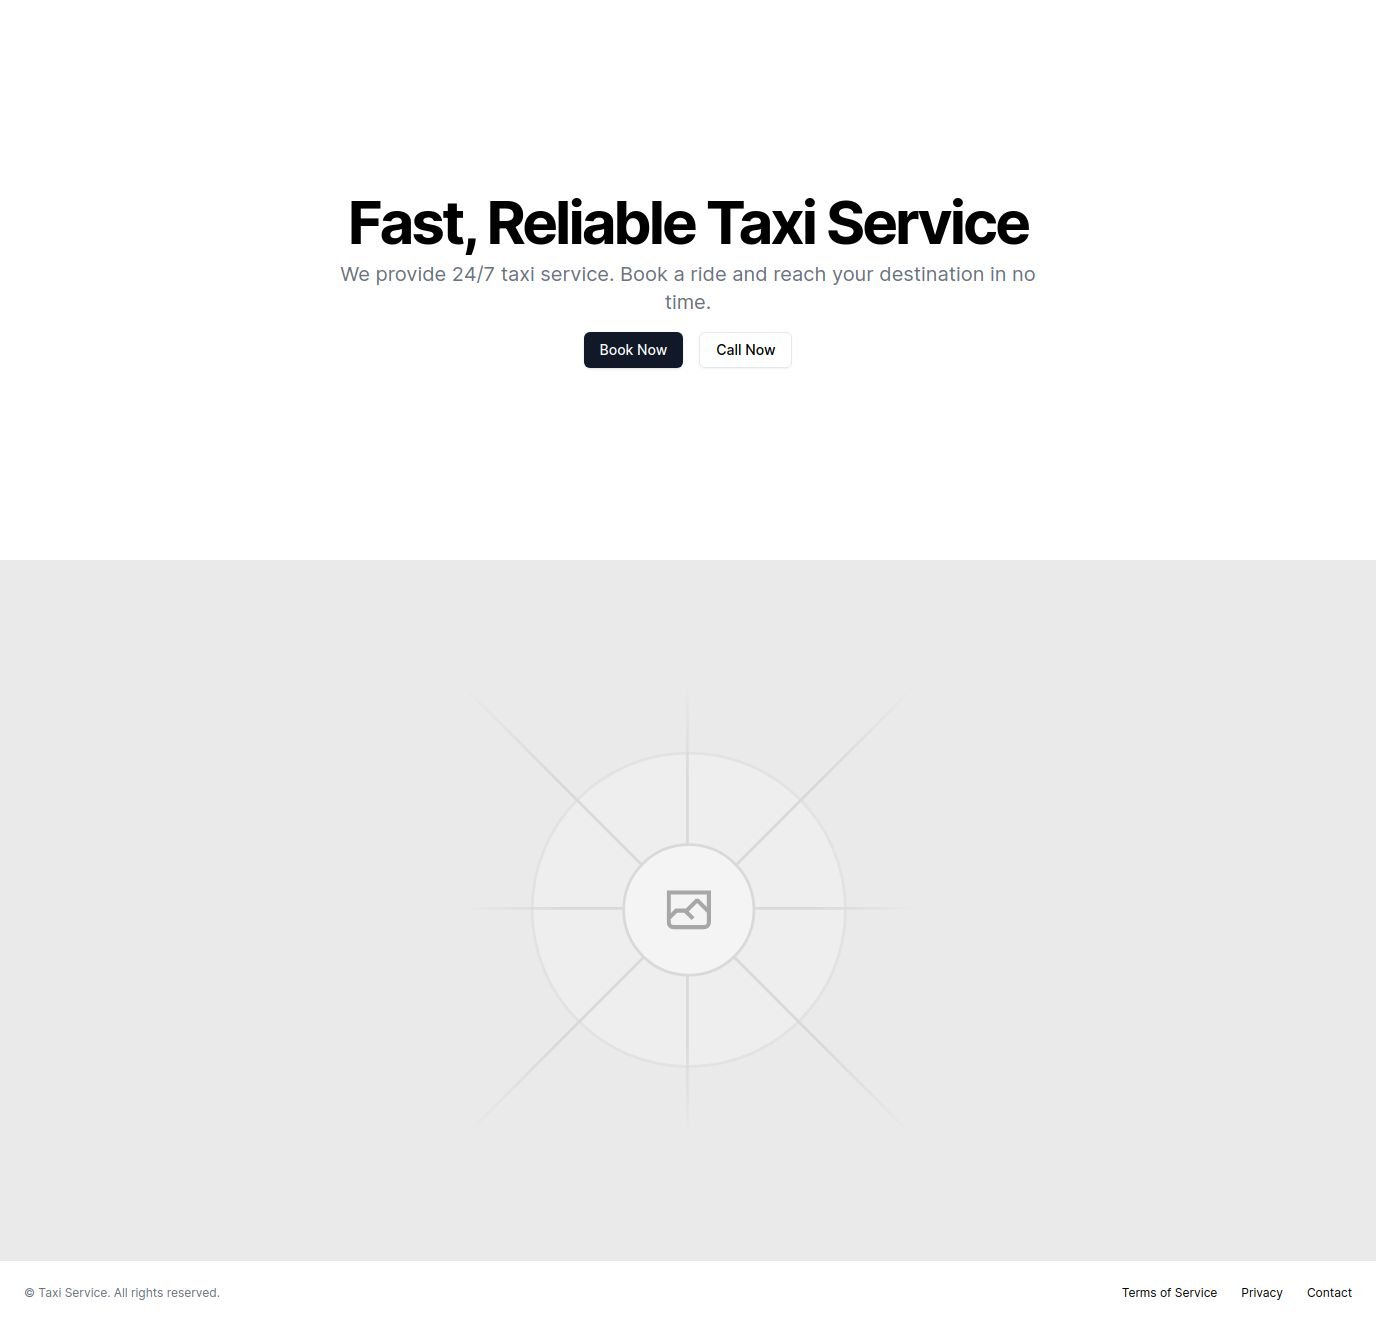 Fast, Reliable Taxi Service
We provide 24/7 taxi service. Book a ride and reach your destination in no
time.
Book Now
Call Now
© Taxi Service. All rights reserved.
Terms of Service
Privacy
Contact